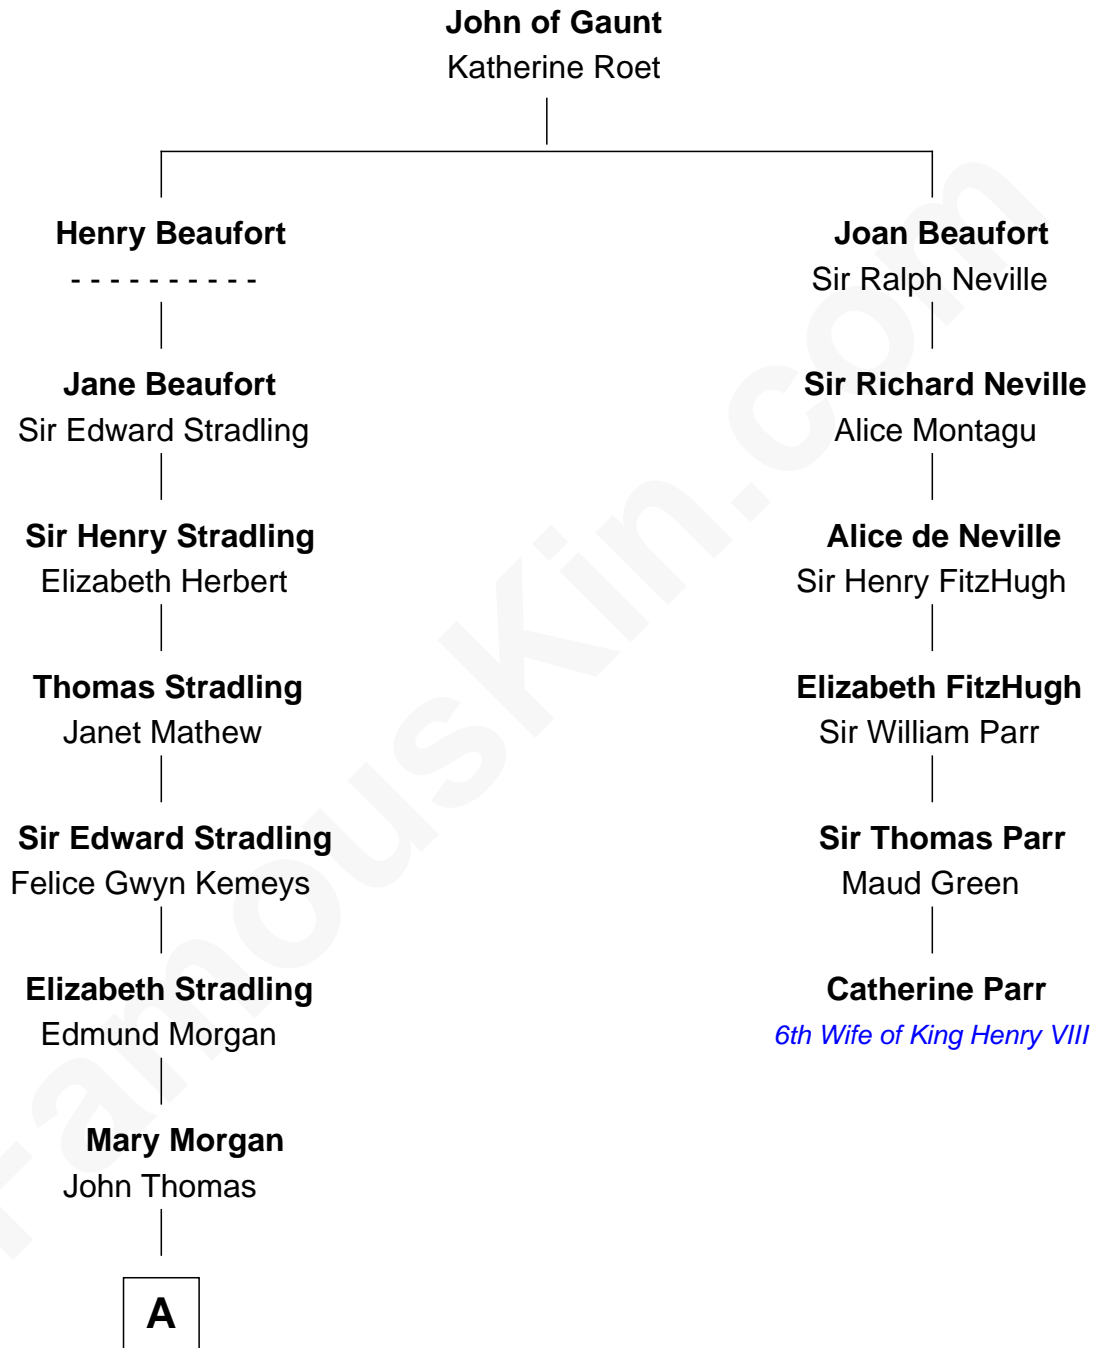 John of Gaunt
Katherine Roet
Henry Beaufort
- - - - - - - - - -
Jane Beaufort
Sir Edward Stradling
Sir Henry Stradling
Elizabeth Herbert
Thomas Stradling
Janet Mathew
Sir Edward Stradling
Felice Gwyn Kemeys
Elizabeth Stradling
Edmund Morgan
Mary Morgan
John Thomas
A
Joan Beaufort
Sir Ralph Neville
Sir Richard Neville
Alice Montagu
Alice de Neville
Sir Henry FitzHugh
Elizabeth FitzHugh
Sir William Parr
Sir Thomas Parr
Maud Green
Catherine Parr
6th Wife of King Henry VIII
FamousKin.com